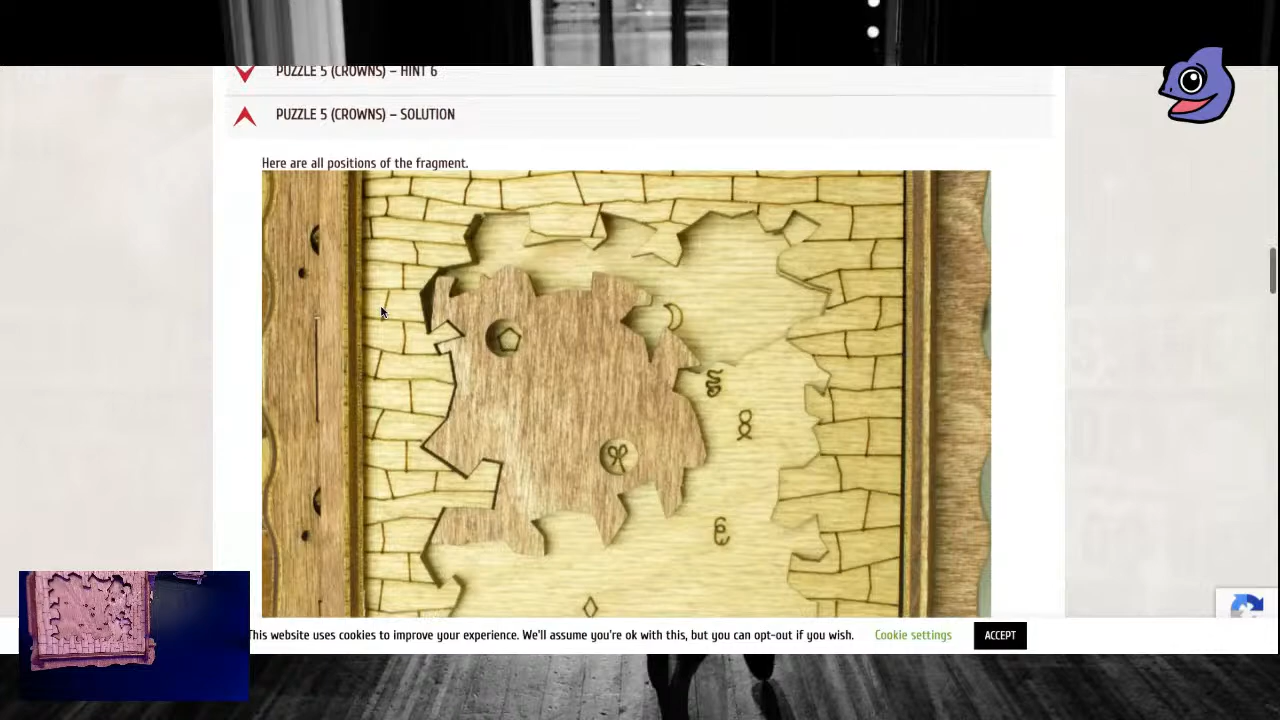 PUZZLE 5 (CROWNS) – HINT 6
PUZZLE 5 (CROWNS) – SOLUTION
Here are all positions of the fragment.
This website uses cookies to improve your experience. We'll assume you're ok with this, but you can opt-out if you wish. Cookie settings ACCEPT